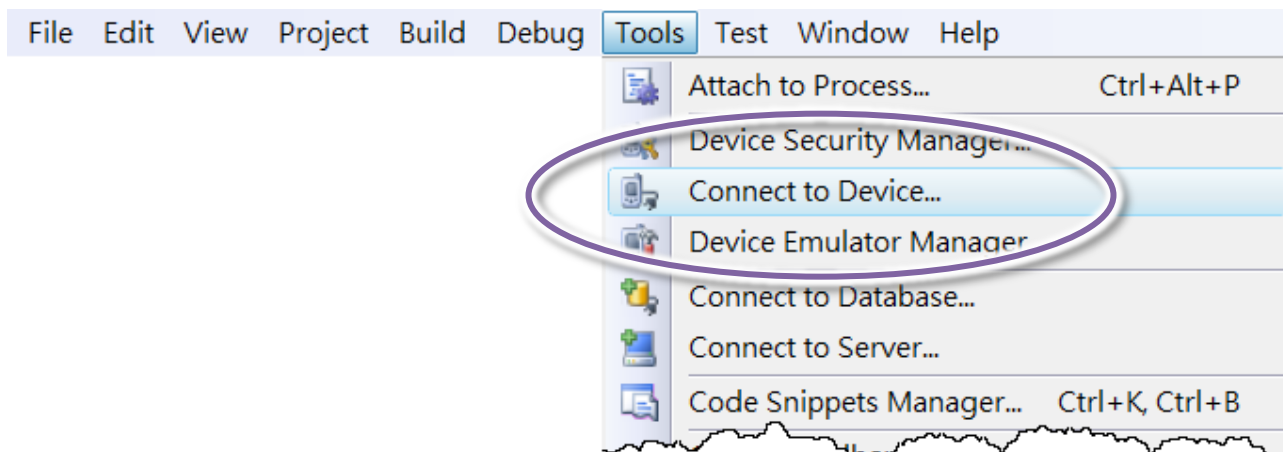 File Edit View Project Build Debug Tools Test Window Help
Attach to Process... Ctrl+Alt+P
Device Security Manager...
Connect to Device...
Device Emulator Manager
Connect to Database...
Connect to Server...
Code Snippets Manager... Ctrl+K, Ctrl+B